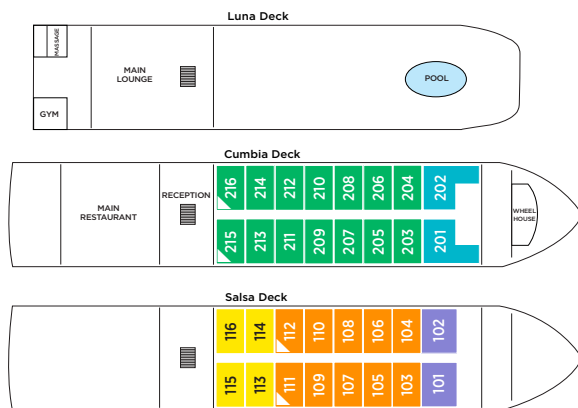 Luna Deck
MASSAGE
MAIN
LOUNGE
POOL
GYM
Cumbia Deck
216 214 212 210 208 206 204 202
MAIN
RESTAURANT
RECEPTION
WHEEL
HOUSE
215 213 211 209 207 205 203 201
Salsa Deck
116 114 112 110 108 106 104 102
115 113 111 109 107 105 103 101